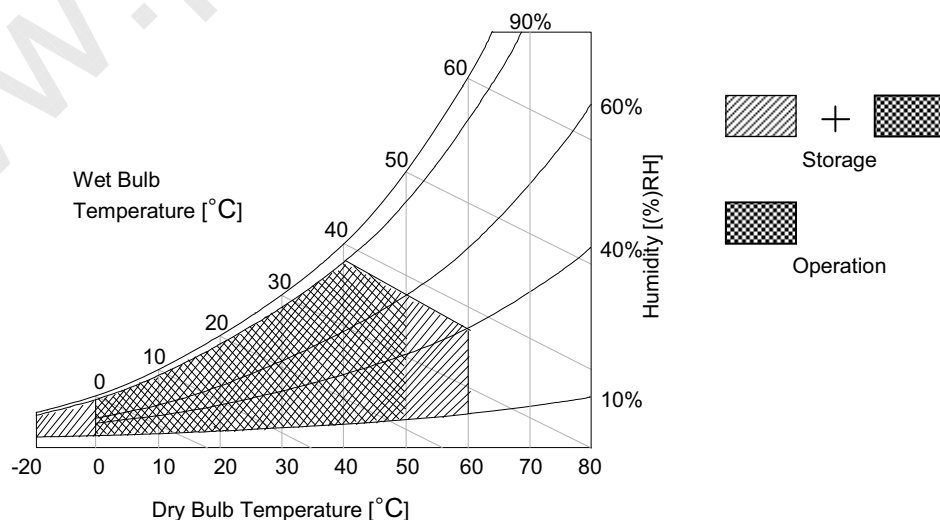 90%
60
60%
50
Wet Bulb
Temperature [°C]
40
40%
Humidity [(%)RH]
30
20
10
0
10%
-20 0 10 20 30 40 50 60 70 80
Dry Bulb Temperature [°C]
+
Storage
Operation